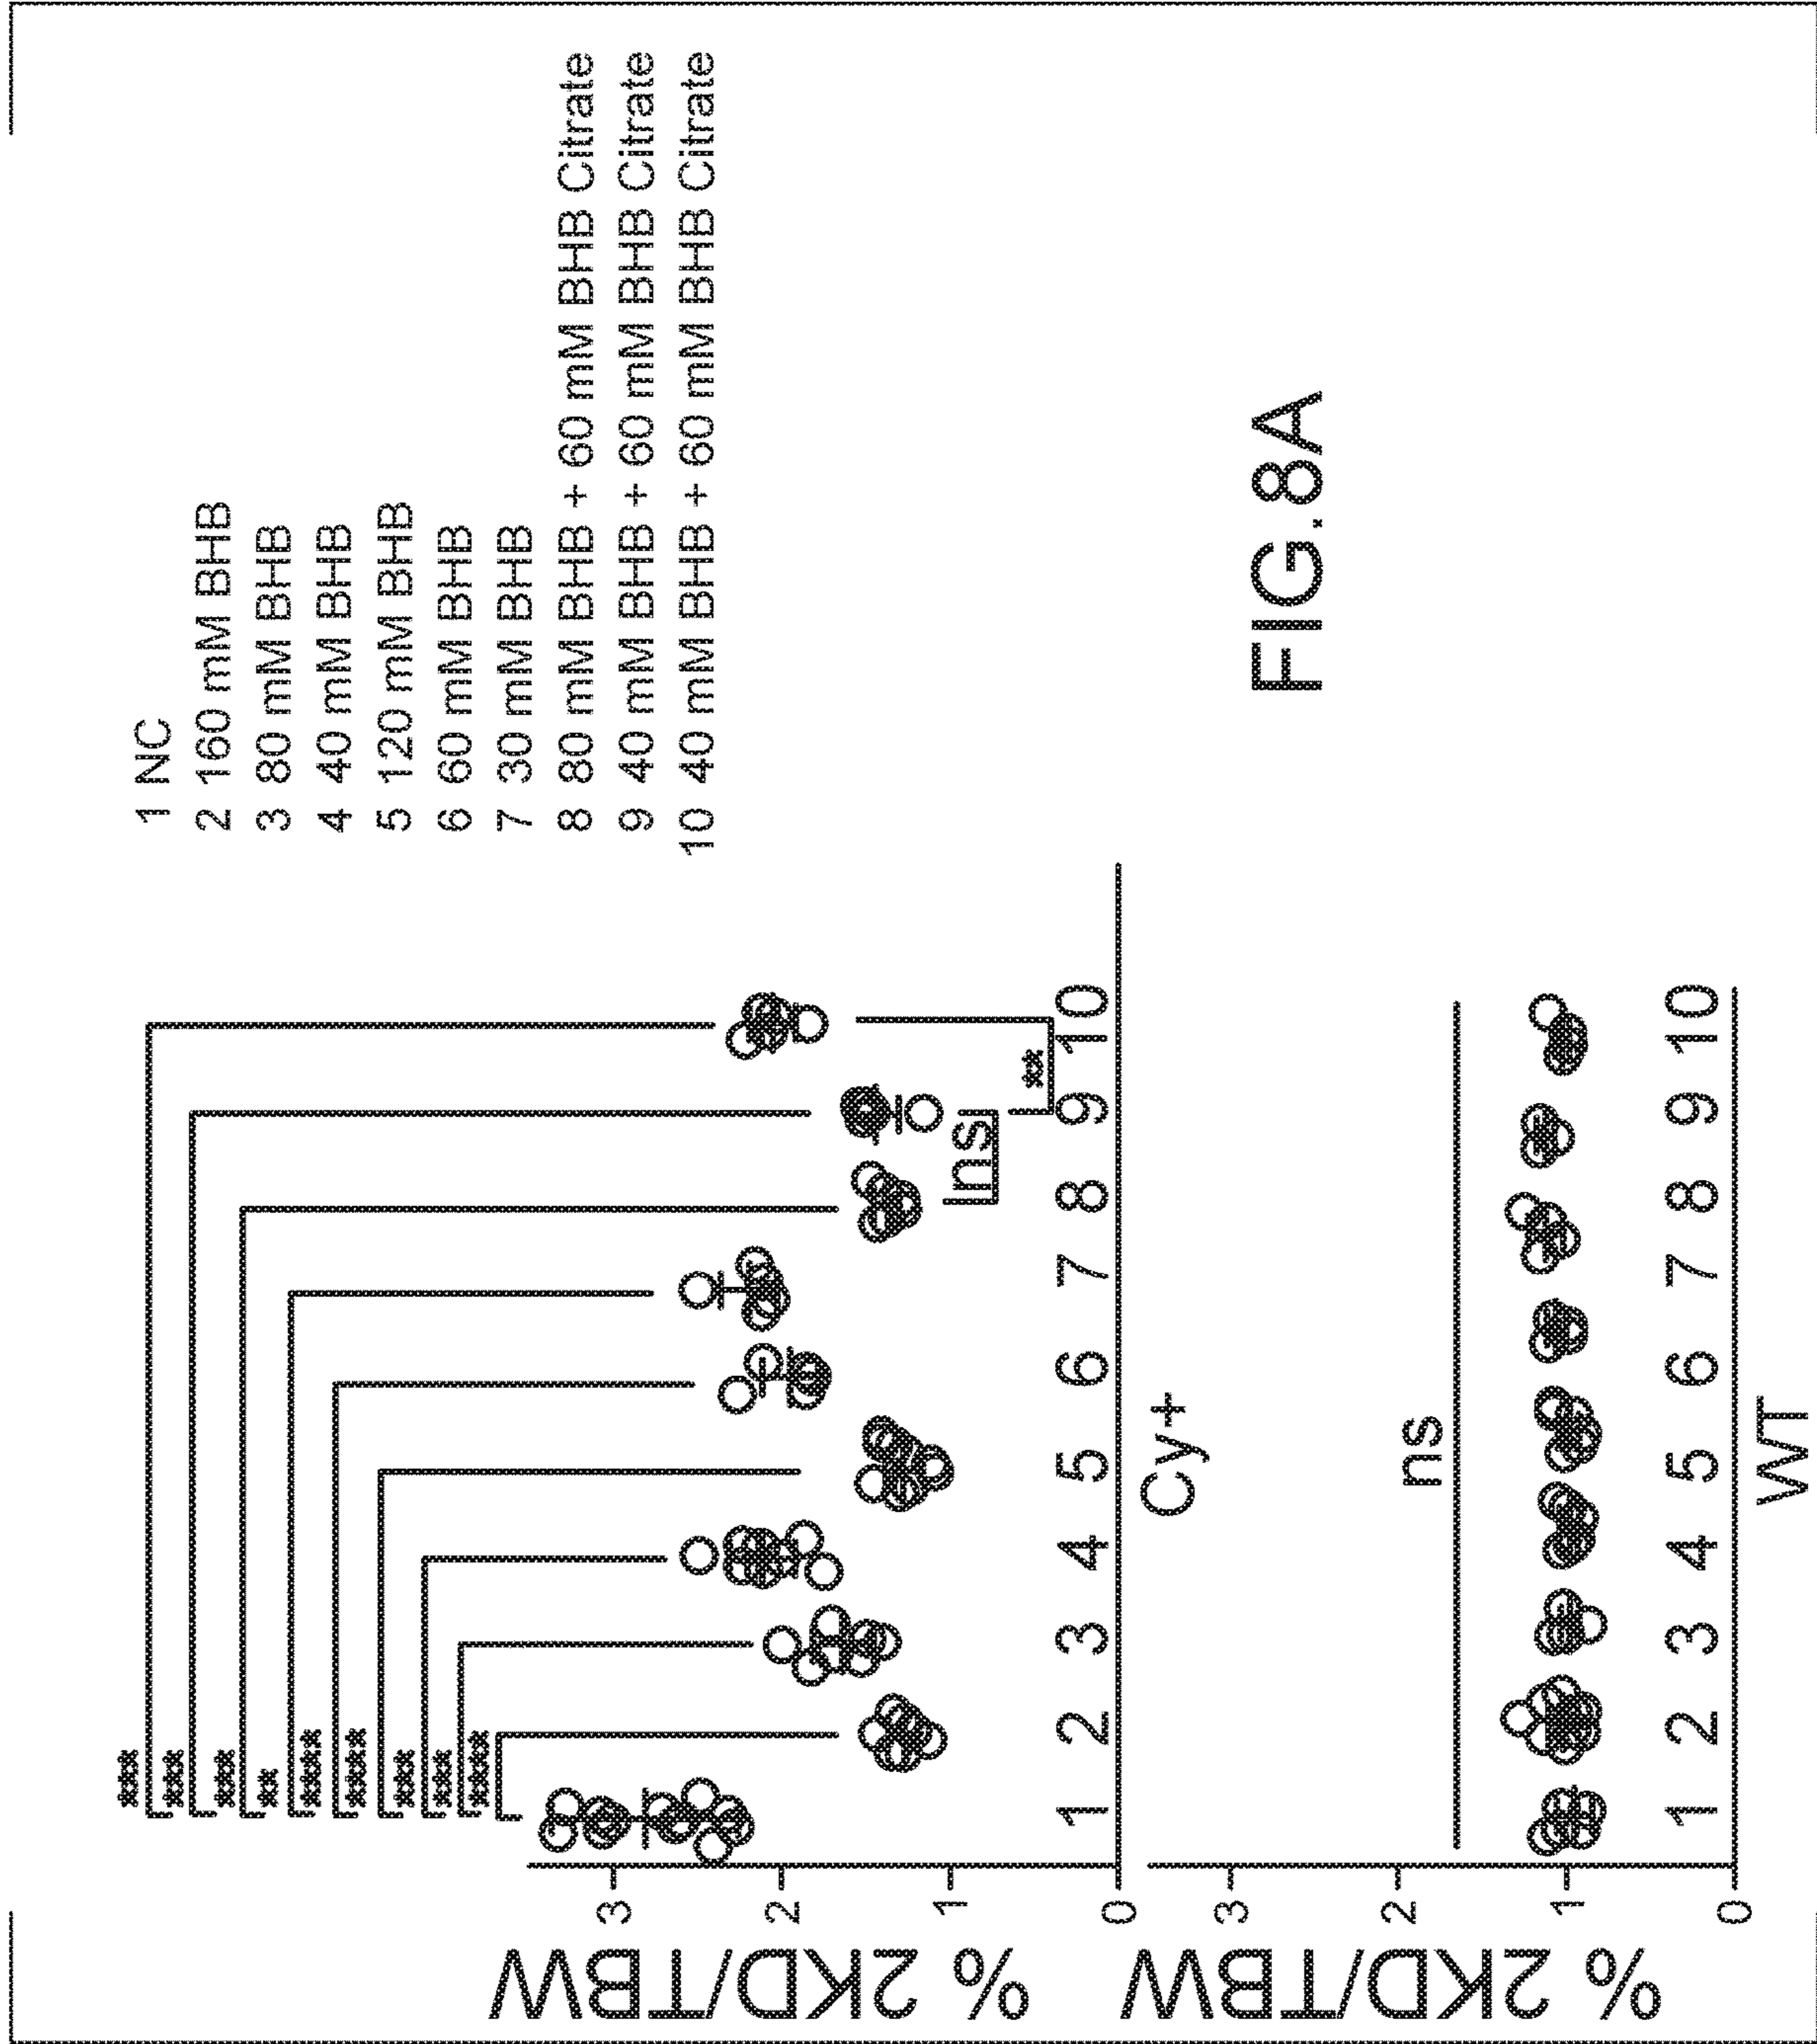 ***
***
***
**
****
****
***
***
****
% 2KD/TBW
3
2
1
0
ns
**
1 2 3 4 5 6 7 8 9 10
Cy+
1 NC
2 160 mM BHB
3 80 mM BHB
4 40 mM BHB
5 120 mM BHB
6 60 mM BHB
7 30 mM BHB
8 80 mM BHB + 60 mM BHB Citrate
9 40 mM BHB + 60 mM BHB Citrate
10 40 mM BHB + 60 mM BHB Citrate
% 2KD/TBW
3
2
1
0
ns
1 2 3 4 5 6 7 8 9 10
WT
FIG.8A